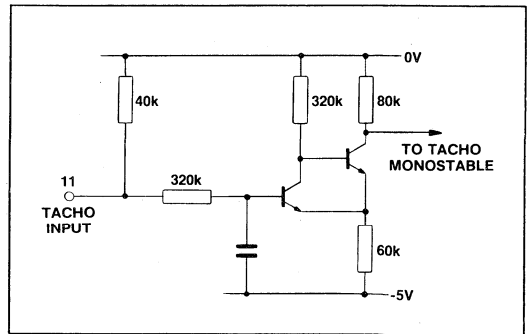 0V
40k
320k
80k
TO TACHO
MONOSTABLE
11
320k
TACHO
INPUT
60k
-5V